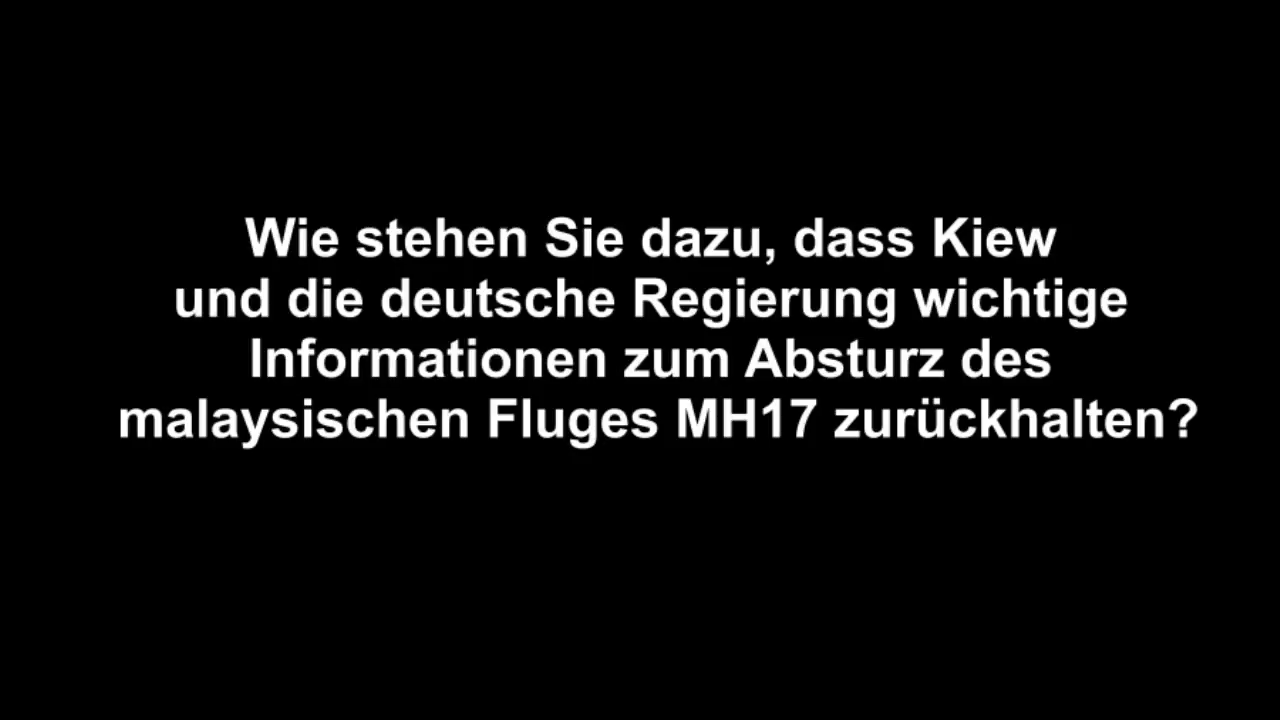 Wie stehen Sie dazu, dass Kiew
und die deutsche Regierung wichtige
Informationen zum Absturz des
malaysischen Fluges MH17 zurückhalten?